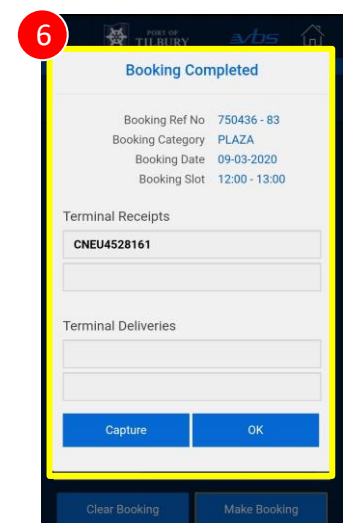 6
PORT OF
TILBURY
vbs
Booking Completed
Booking Ref No 750436 - 83
Booking Category PLAZA
Booking Date 09-03-2020
Booking Slot 12:00 - 13:00
Terminal Receipts
CNEU4528161
Terminal Deliveries
Capture OK
Clear Booking Make Booking